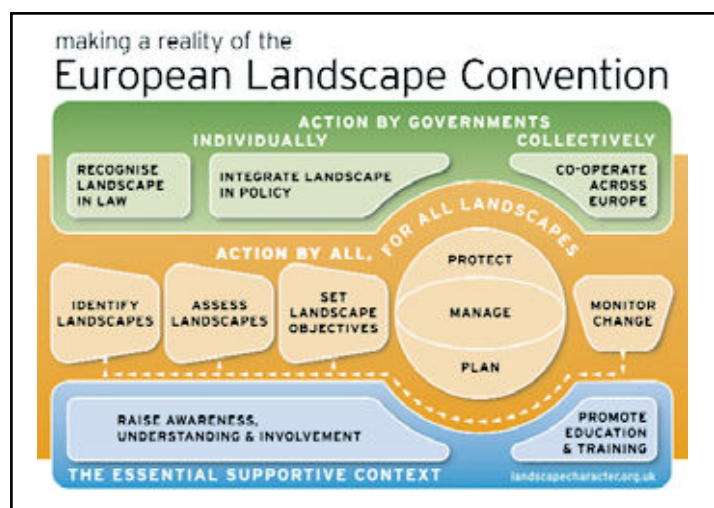 making a reality of the
European Landscape Convention
ACTION BY GOVERNMENTS
INDIVIDUALLY
COLLECTIVELY
RECOGNISE
LANDSCAPE
IN LAW
INTEGRATE LANDSCAPE
IN POLICY
CO-OPERATE
ACROSS
EUROPE
ACTION BY ALL, FOR ALL LANDSCAPES
IDENTIFY
LANDSCAPES
ASSESS
LANDSCAPES
SET
LANDSCAPE
OBJECTIVES
PROTECT
MANAGE
PLAN
MONITOR
CHANGE
RAISE AWARENESS,
UNDERSTANDING & INVOLVEMENT
PROMOTE
EDUCATION
& TRAINING
THE ESSENTIAL SUPPORTIVE CONTEXT
landscapecharacter.org.uk